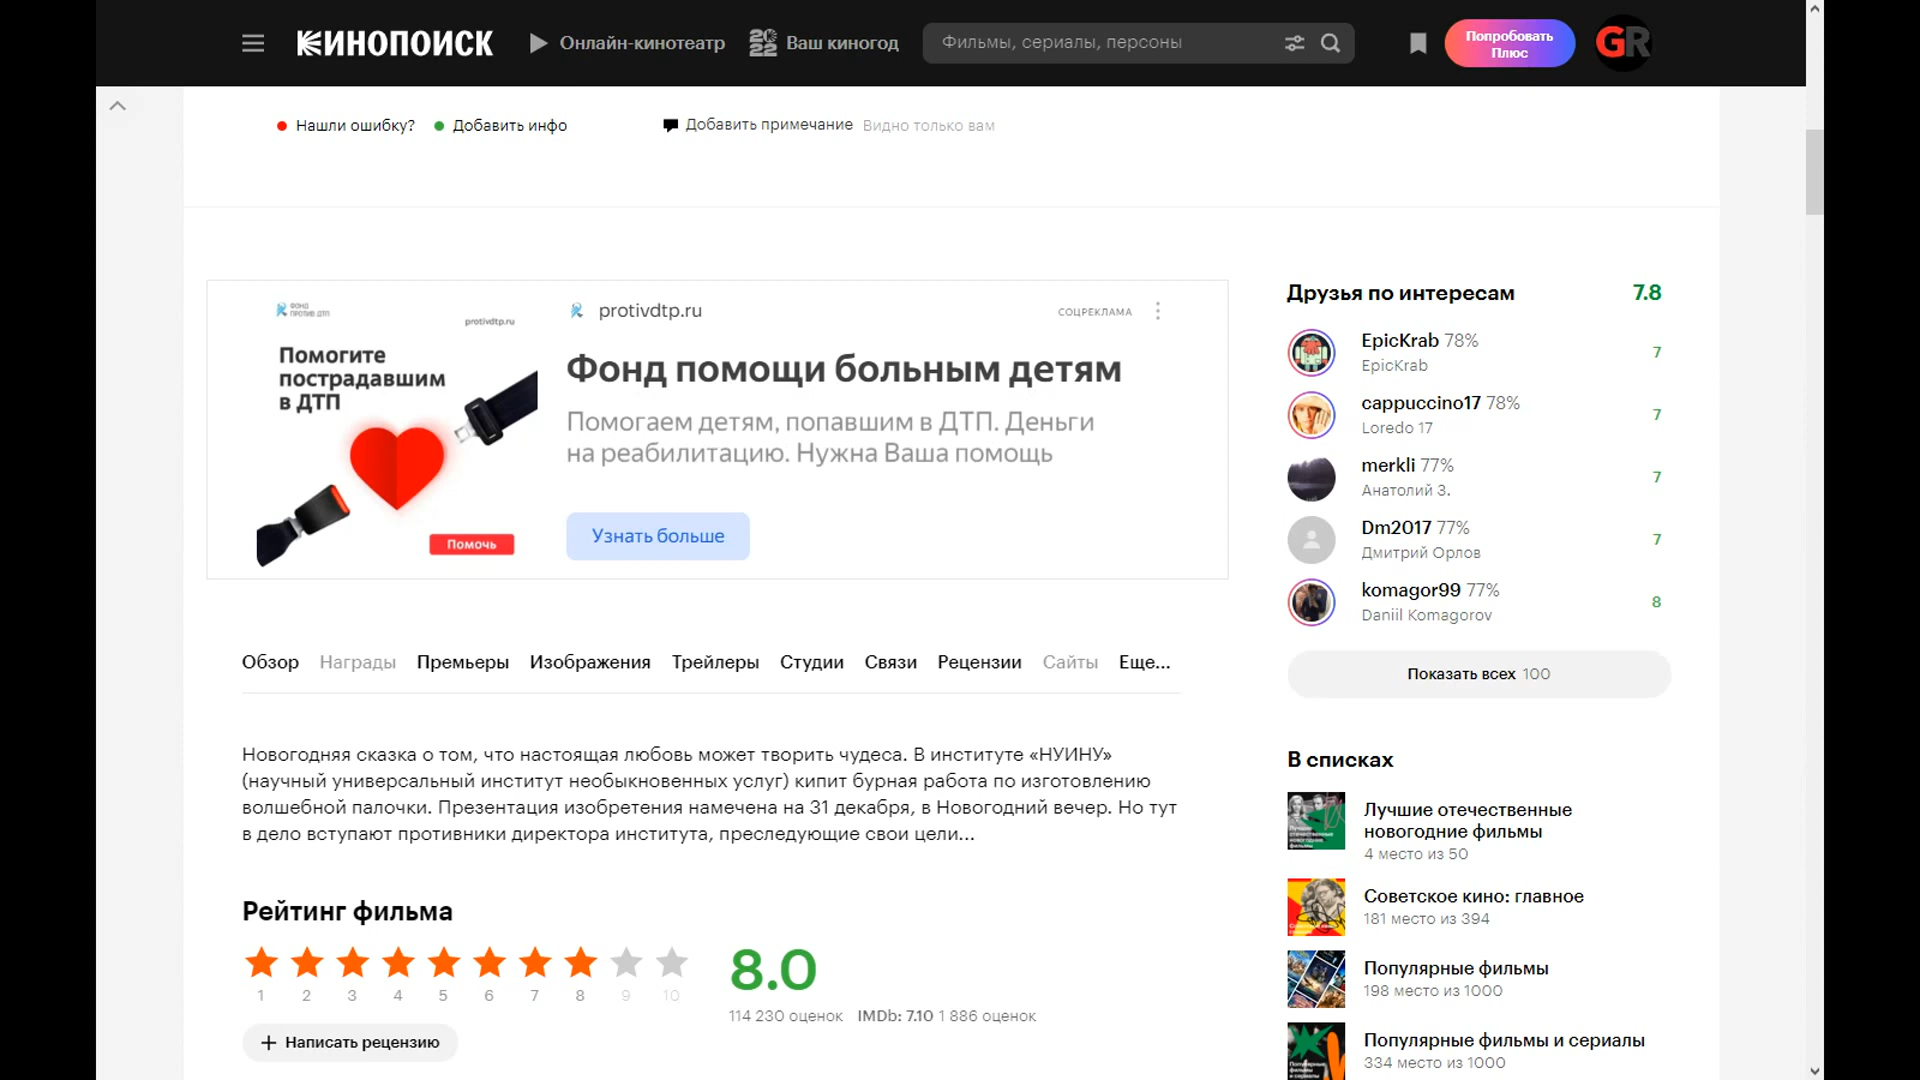 КИНОПОИСК
Онлайн-кинотеатр
2022
Ваш киногод
Фильмы, сериалы, персоны
Попробовать
Плюс
GR
Нашли ошибку?
Добавить инфо
Добавить примечание
Видно только вам
ФОНД
ПРОТИВ ДТП
protivdtp.ru
Помогите
пострадавшим
в ДТП
Помочь
protivdtp.ru
СОЦРЕКЛАМА
Фонд помощи больным детям
Помогаем детям, попавшим в ДТП. Деньги
на реабилитацию. Нужна Ваша помощь
Узнать больше
Обзор Награды Премьеры Изображения Трейлеры Студии Связи Рецензии Сайты Еще...
Новогодняя сказка о том, что настоящая любовь может творить чудеса. В институте «НУИНУ»
(научный универсальный институт необыкновенных услуг) кипит бурная работа по изготовлению
волшебной палочки. Презентация изобретения намечена на 31 декабря, в Новогодний вечер. Но тут
в дело вступают противники директора института, преследующие свои цели...
Рейтинг фильма
1 2 3 4 5 6 7 8 9 10
8.0
114 230 оценок IMDb: 7.10 1 886 оценок
+ Написать рецензию
Друзья по интересам 7.8
EpicKrab 78%
EpicKrab
7
cappuccino17 78%
Loredo 17
7
merkli 77%
Анатолий З.
7
Dm2017 77%
Дмитрий Орлов
7
komagor99 77%
Daniil Komagorov
8
Показать всех 100
В списках
Лучшие отечественные
новогодние фильмы
4 место из 50
Советское кино: главное
181 место из 394
Популярные фильмы
198 место из 1000
Популярные фильмы и сериалы
334 место из 1000